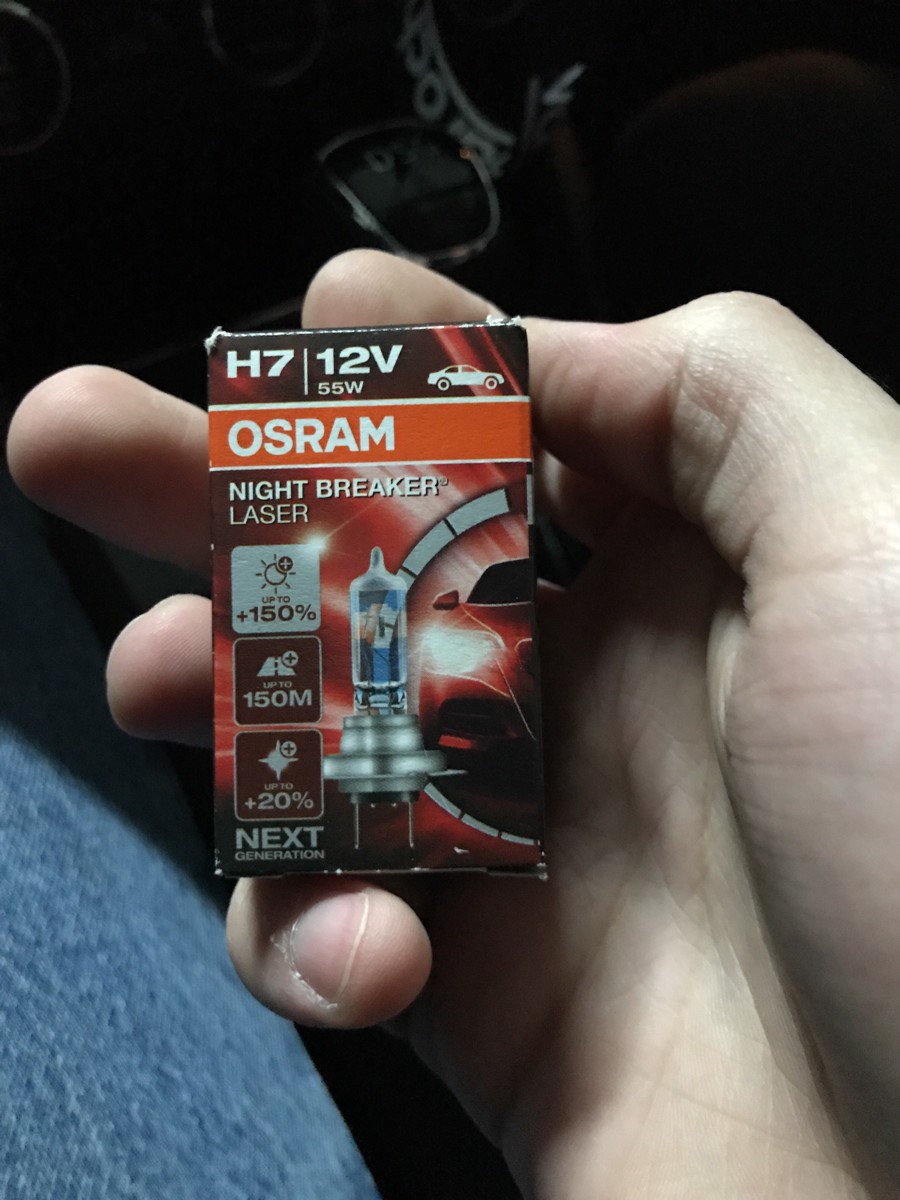 H7 12V
55W
OSRAM
NIGHT BREAKER®
LASER
UP TO
+150%
UP TO
150M
UP TO
+20%
NEXT
GENERATION